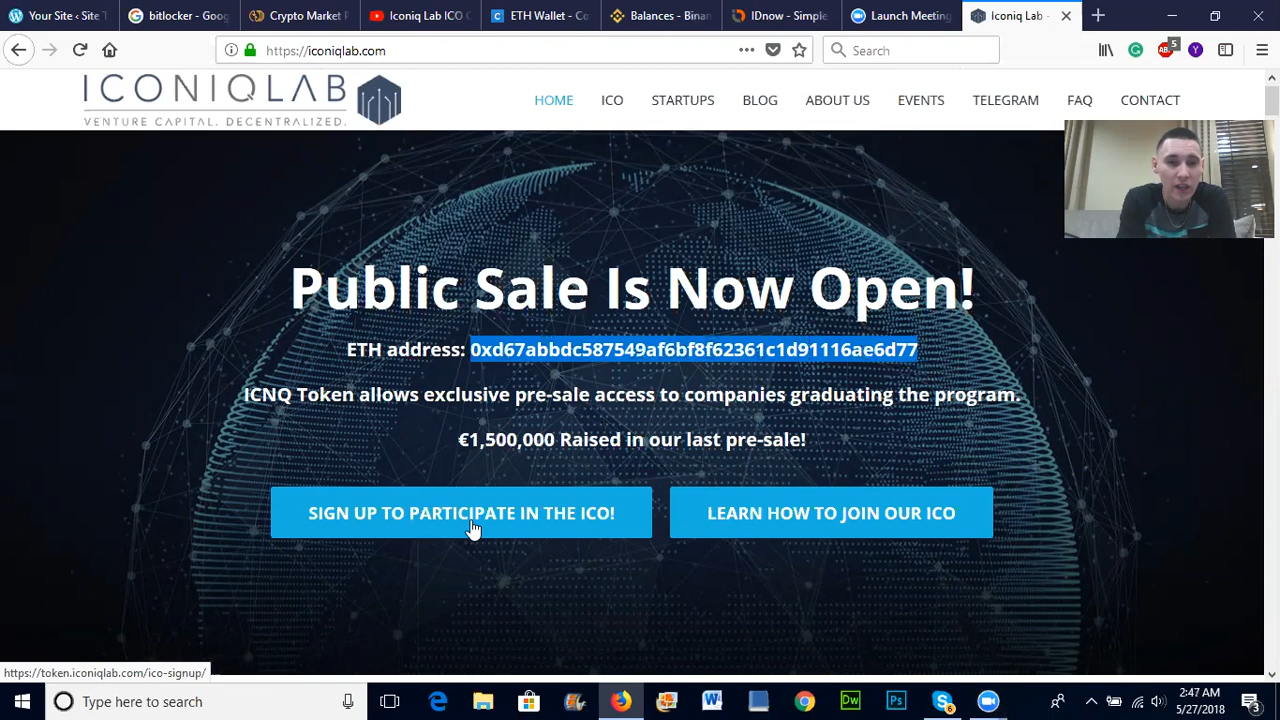 Your Site ‹ Site T
bitlocker - Goog
Crypto Market P
Iconiq Lab ICO C
ETH Wallet - Co
Balances - Binan
IDnow - Simple
Launch Meeting
Iconiq Lab -
https://iconiqlab.com
Search
5
ICONIQLAB
VENTURE CAPITAL. DECENTRALIZED.
HOME ICO STARTUPS BLOG ABOUT US EVENTS TELEGRAM FAQ CONTACT
Public Sale Is Now Open!
ETH address: 0xd67abbdc587549af6bf8f62361c1d91116ae6d77
ICNQ Token allows exclusive pre-sale access to companies graduating the program.
€1,500,000 Raised in our last pre-sale!
SIGN UP TO PARTICIPATE IN THE ICO!
LEARN HOW TO JOIN OUR ICO
https://token.iconiqlab.com/ico-signup/
Type here to search
2:47 AM
5/27/2018